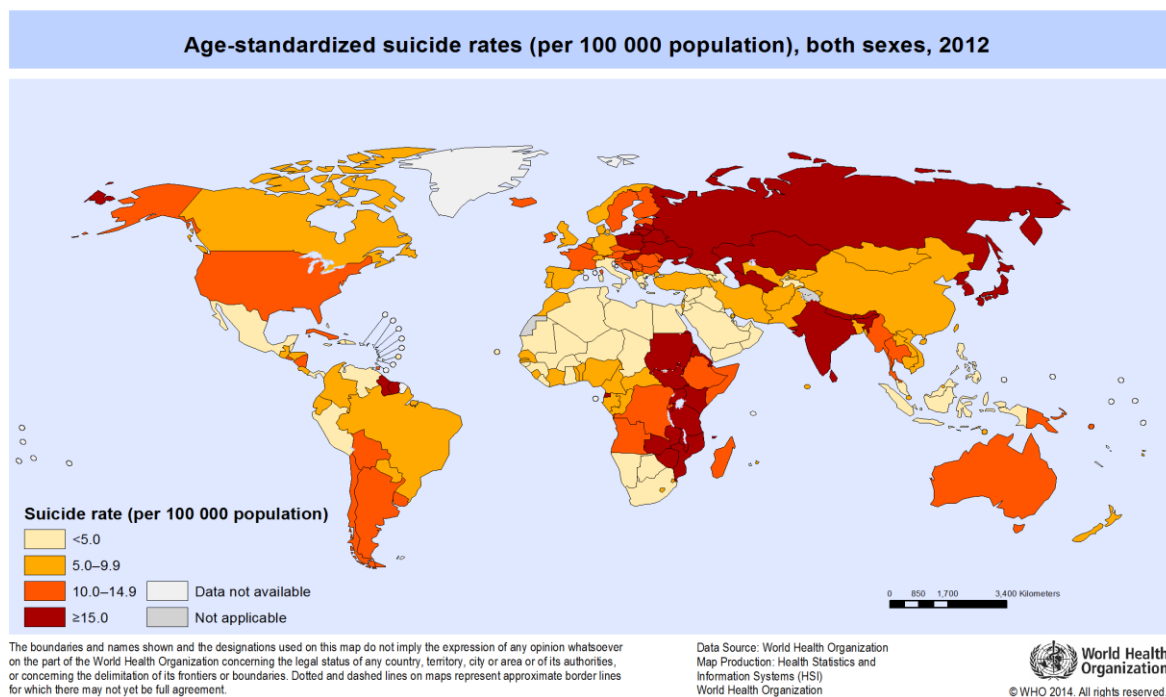 Age-standardized suicide rates (per 100 000 population), both sexes, 2012
Suicide rate (per 100 000 population)
<5.0
5.0–9.9
10.0–14.9
≥15.0
Data not available
Not applicable
0 850 1,700 3,400 Kilometers
The boundaries and names shown and the designations used on this map do not imply the expression of any opinion whatsoever
on the part of the World Health Organization concerning the legal status of any country, territory, city or area or of its authorities,
or concerning the delimitation of its frontiers or boundaries. Dotted and dashed lines on maps represent approximate border lines
for which there may not yet be full agreement.
Data Source: World Health Organization
Map Production: Health Statistics and
Information Systems (HSI)
World Health Organization
World Health
Organization
© WHO 2014. All rights reserved.